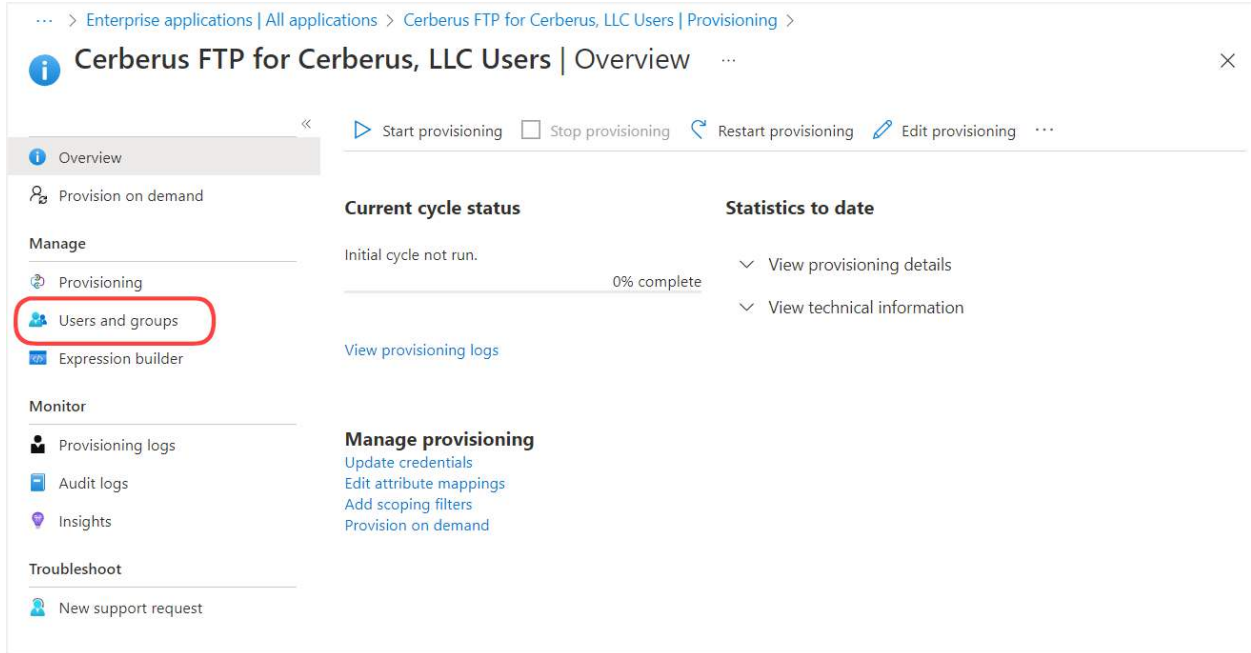 ··· > Enterprise applications | All applications > Cerberus FTP for Cerberus, LLC Users | Provisioning >
Cerberus FTP for Cerberus, LLC Users | Overview ···
Start provisioning Stop provisioning Restart provisioning Edit provisioning ···
Overview
Provision on demand
Manage
Provisioning
Users and groups
Expression builder
Monitor
Provisioning logs
Audit logs
Insights
Troubleshoot
New support request
Current cycle status
Initial cycle not run.
0% complete
View provisioning logs
Statistics to date
View provisioning details
View technical information
Manage provisioning
Update credentials
Edit attribute mappings
Add scoping filters
Provision on demand